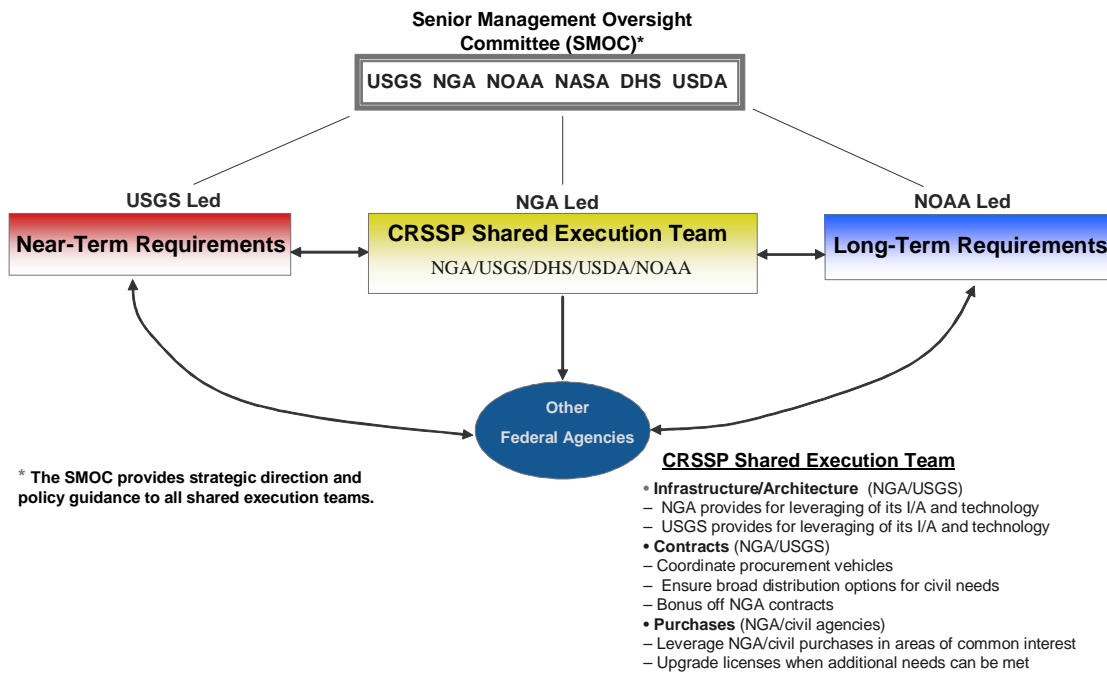 Senior Management Oversight
Committee (SMOC)*
USGS NGA NOAA NASA DHS USDA
USGS Led
NGA Led
NOAA Led
Near-Term Requirements
CRSSP Shared Execution Team
NGA/USGS/DHS/USDA/NOAA
Long-Term Requirements
Other
Federal Agencies
* The SMOC provides strategic direction and
policy guidance to all shared execution teams.
CRSSP Shared Execution Team
• Infrastructure/Architecture (NGA/USGS)
– NGA provides for leveraging of its I/A and technology
– USGS provides for leveraging of its I/A and technology
• Contracts (NGA/USGS)
– Coordinate procurement vehicles
– Ensure broad distribution options for civil needs
– Bonus off NGA contracts
• Purchases (NGA/civil agencies)
– Leverage NGA/civil purchases in areas of common interest
– Upgrade licenses when additional needs can be met